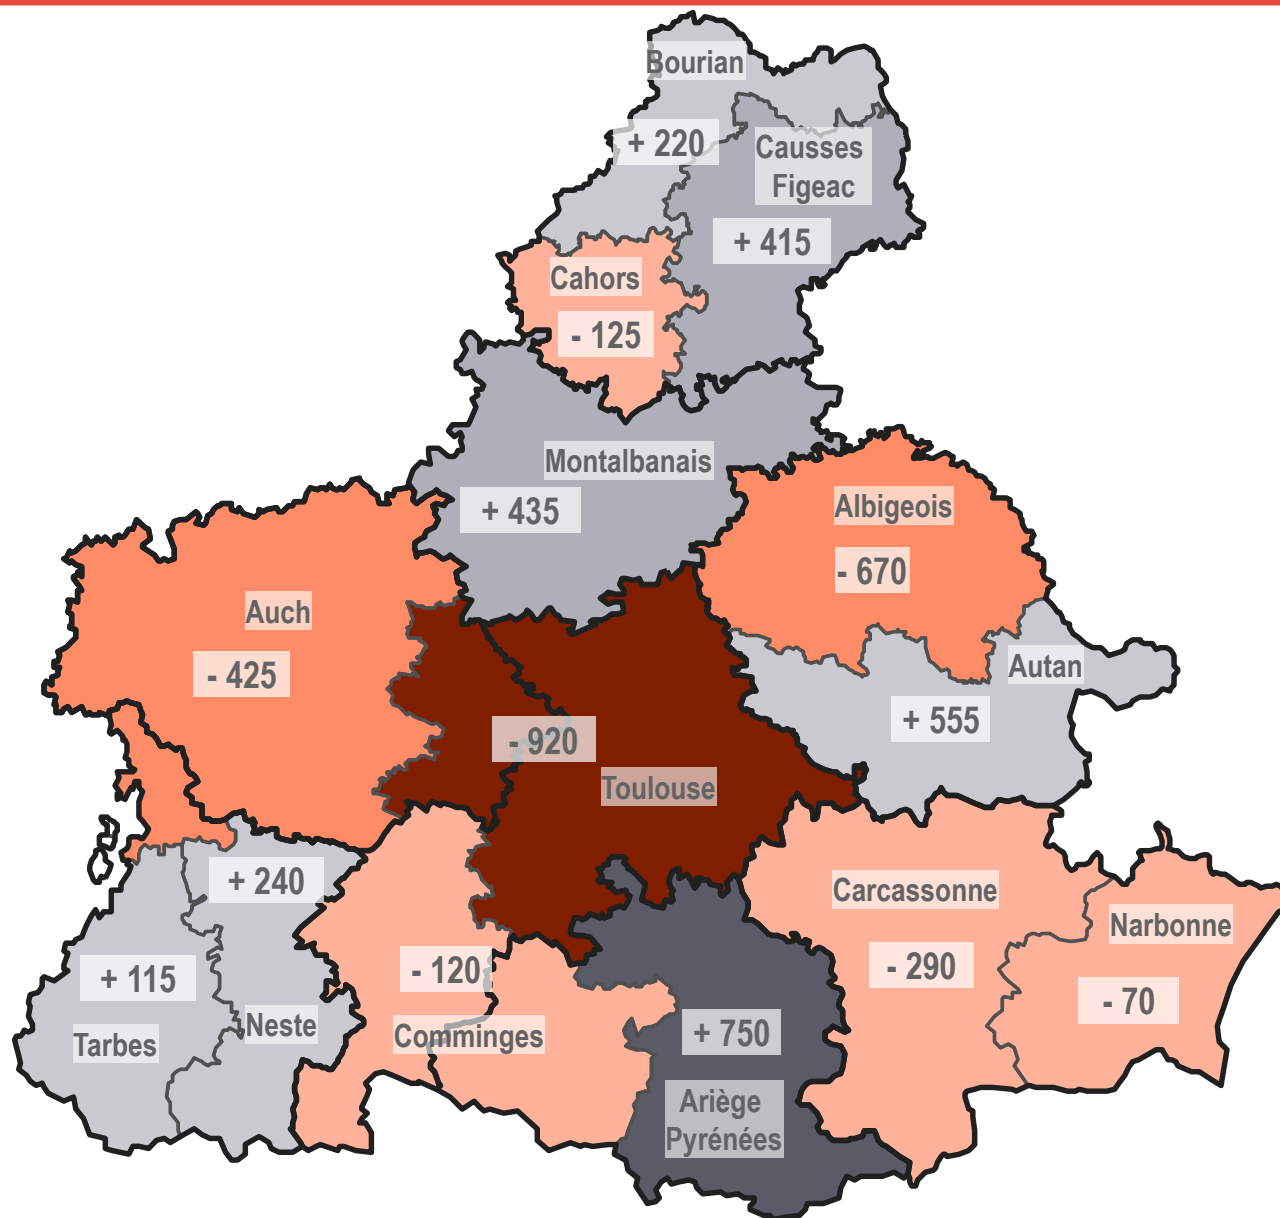 Bourian
+ 220
Causses
Figeac
+ 415
Cahors
- 125
Montalbanais
+ 435
Albigeois
- 670
Auch
- 425
Autan
+ 555
- 920
Toulouse
+ 240
Carcassonne
- 290
Narbonne
- 70
- 120
Comminges
+ 115
Tarbes
Neste
+ 750
Ariège
Pyrénées